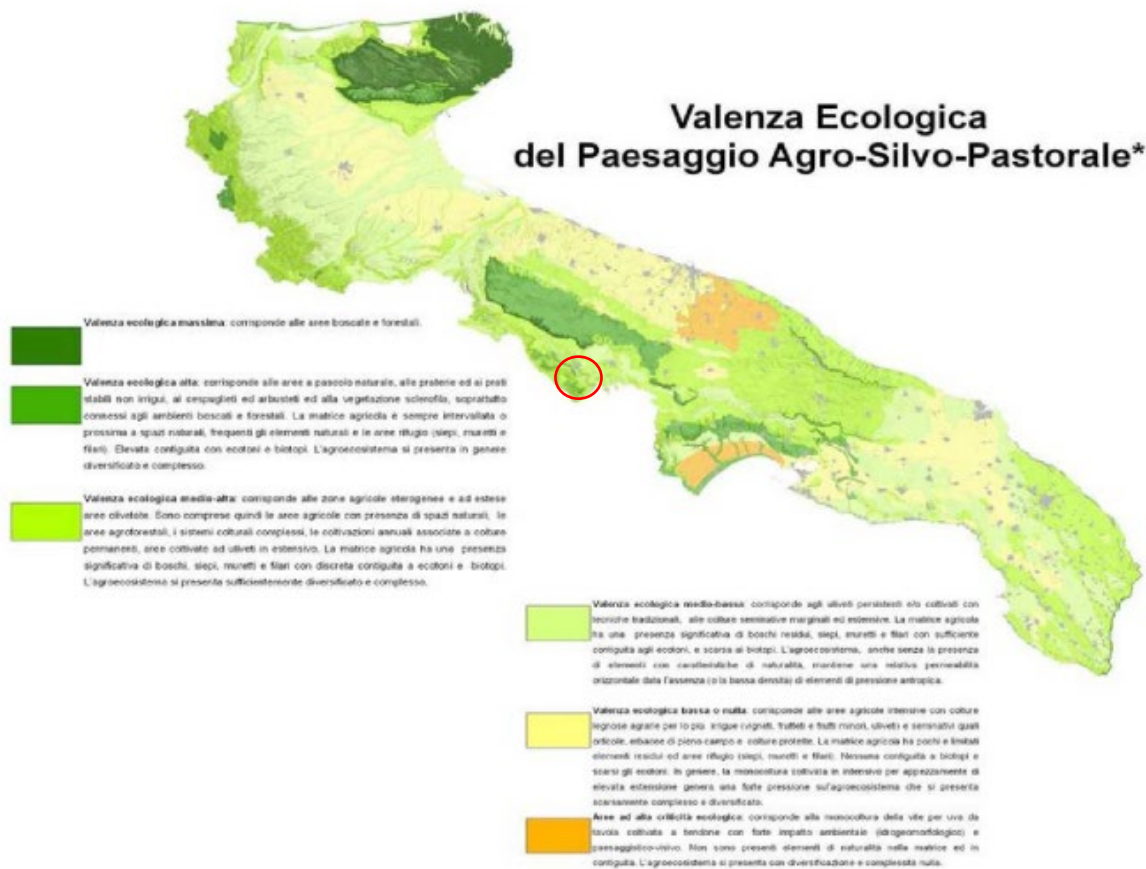 Valenza Ecologica
del Paesaggio Agro-Silvo-Pastorale*
Valenza ecologica massima: corrisponde alle aree boscate e forestali.
Valenza ecologica alta: corrisponde alle aree a pascolo naturale, alle praterie ed ai prati
stabili non irrigui, ai cespuglieti ed arbusteti ed alla vegetazione sclerofila, soprattutto
connessi agli ambienti boscati e forestali. La matrice agricola è sempre intervallata o
prossima a spazi naturali, frequenti gli elementi naturali e le aree rifugio (siepi, muretti e
filari). Elevata contiguità con ecotoni e biotopi. L'agroecosistema si presenta in genere
diversificato e complesso.
Valenza ecologica medio-alta: corrisponde alle zone agricole eterogenee e ad estese
aree olivetate. Sono comprese quindi le aree agricole con presenza di spazi naturali, le
aree agroforestali, i sistemi colturali complessi, le coltivazioni annuali associate a colture
permanenti, aree coltivate ad uliveti in estensivo. La matrice agricola ha una presenza
significativa di boschi, siepi, muretti e filari con discreta contiguità a ecotoni e biotopi.
L'agroecosistema si presenta sufficientemente diversificato e complesso.
Valenza ecologica medio-bassa: corrisponde agli uliveti persistenti e/o coltivati con
tecniche tradizionali, alle colture seminative marginali ed estensive. La matrice agricola
ha una presenza significativa di boschi residui, siepi, muretti e filari con sufficiente
contiguità agli ecotoni, e scarsa ai biotopi. L'agroecosistema, anche senza la presenza
di elementi con caratteristiche di naturalità, mantiene una relativa permeabilità
orizzontale data l'assenza (o la bassa densità) di elementi di pressione antropica.
Valenza ecologica bassa o nulla: corrisponde alle aree agricole intensive con colture
legnose agrarie per lo più irrigue (vigneti, frutteti e frutti minori, uliveti) e seminativi quali
orticole, erbacee di pieno campo e colture protette. La matrice agricola ha pochi e limitati
elementi residui ed aree rifugio (siepi, muretti e filari). Nessuna contiguità a biotopi e
scarsi gli ecotoni. In genere, la monocoltura coltivata in intensivo per appezzamento di
elevata estensione genera una forte pressione sull'agroecosistema che si presenta
scarsamente complesso e diversificato.
Aree ad alta criticità ecologica: corrisponde alla monocoltura della vite per uva da
tavola coltivata a tendone con forte impatto ambientale (idrogeomorfologico) e
paesaggistico-visivo. Non sono presenti elementi di naturalità nella matrice ed in
contiguità. L'agroecosistema si presenta con diversificazione e complessità nulla.